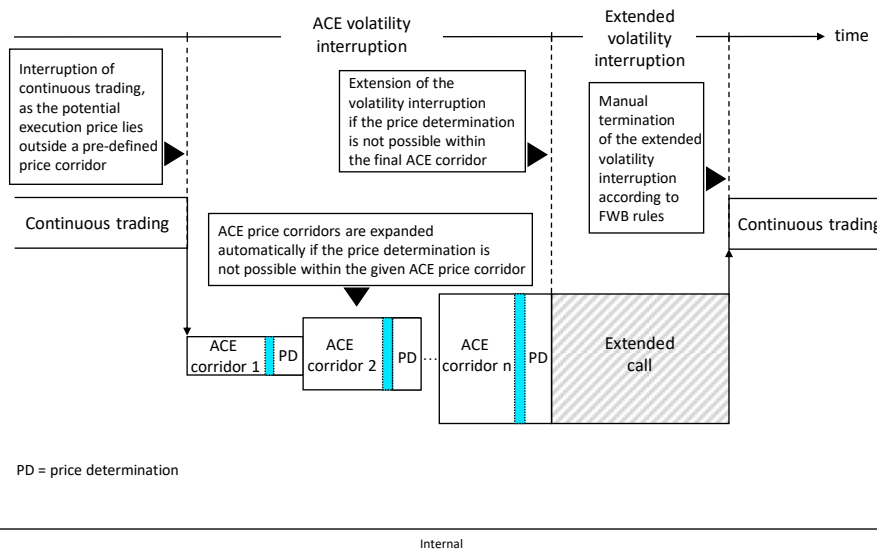 ACE volatility
interruption
Extended
volatility
interruption
time
Interruption of
continuous trading,
as the potential
execution price lies
outside a pre-defined
price corridor
Extension of the
volatility interruption
if the price determination
is not possible within
the final ACE corridor
Manual
termination
of the extended
volatility
interruption
according to
FWB rules
Continuous trading
ACE price corridors are expanded
automatically if the price determination is
not possible within the given ACE price corridor
Continuous trading
ACE
corridor 1
PD
ACE
corridor 2
PD
...
ACE
corridor n
PD
Extended
call
PD = price determination
Internal